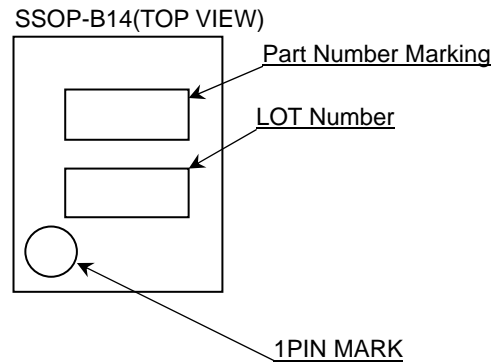 SSOP-B14(TOP VIEW)
Part Number Marking
LOT Number
1PIN MARK